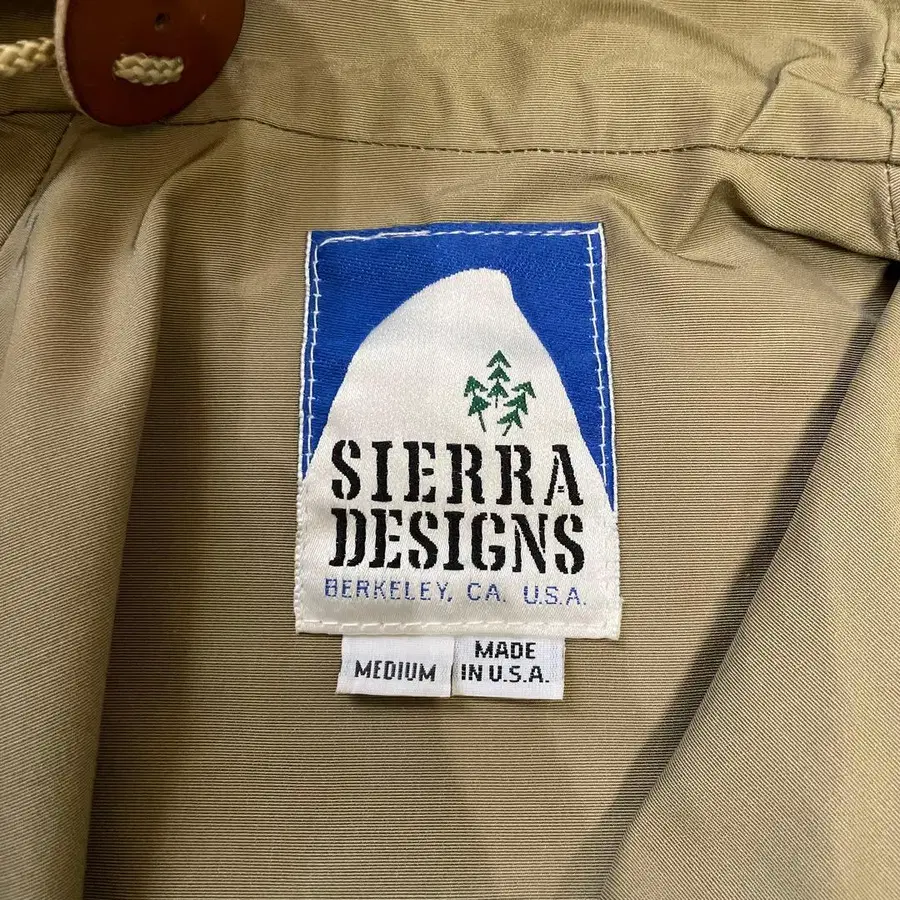 SIERRA
DESIGNS
BERKELEY, CA. U.S.A.
MEDIUM
MADE
IN U.S.A.